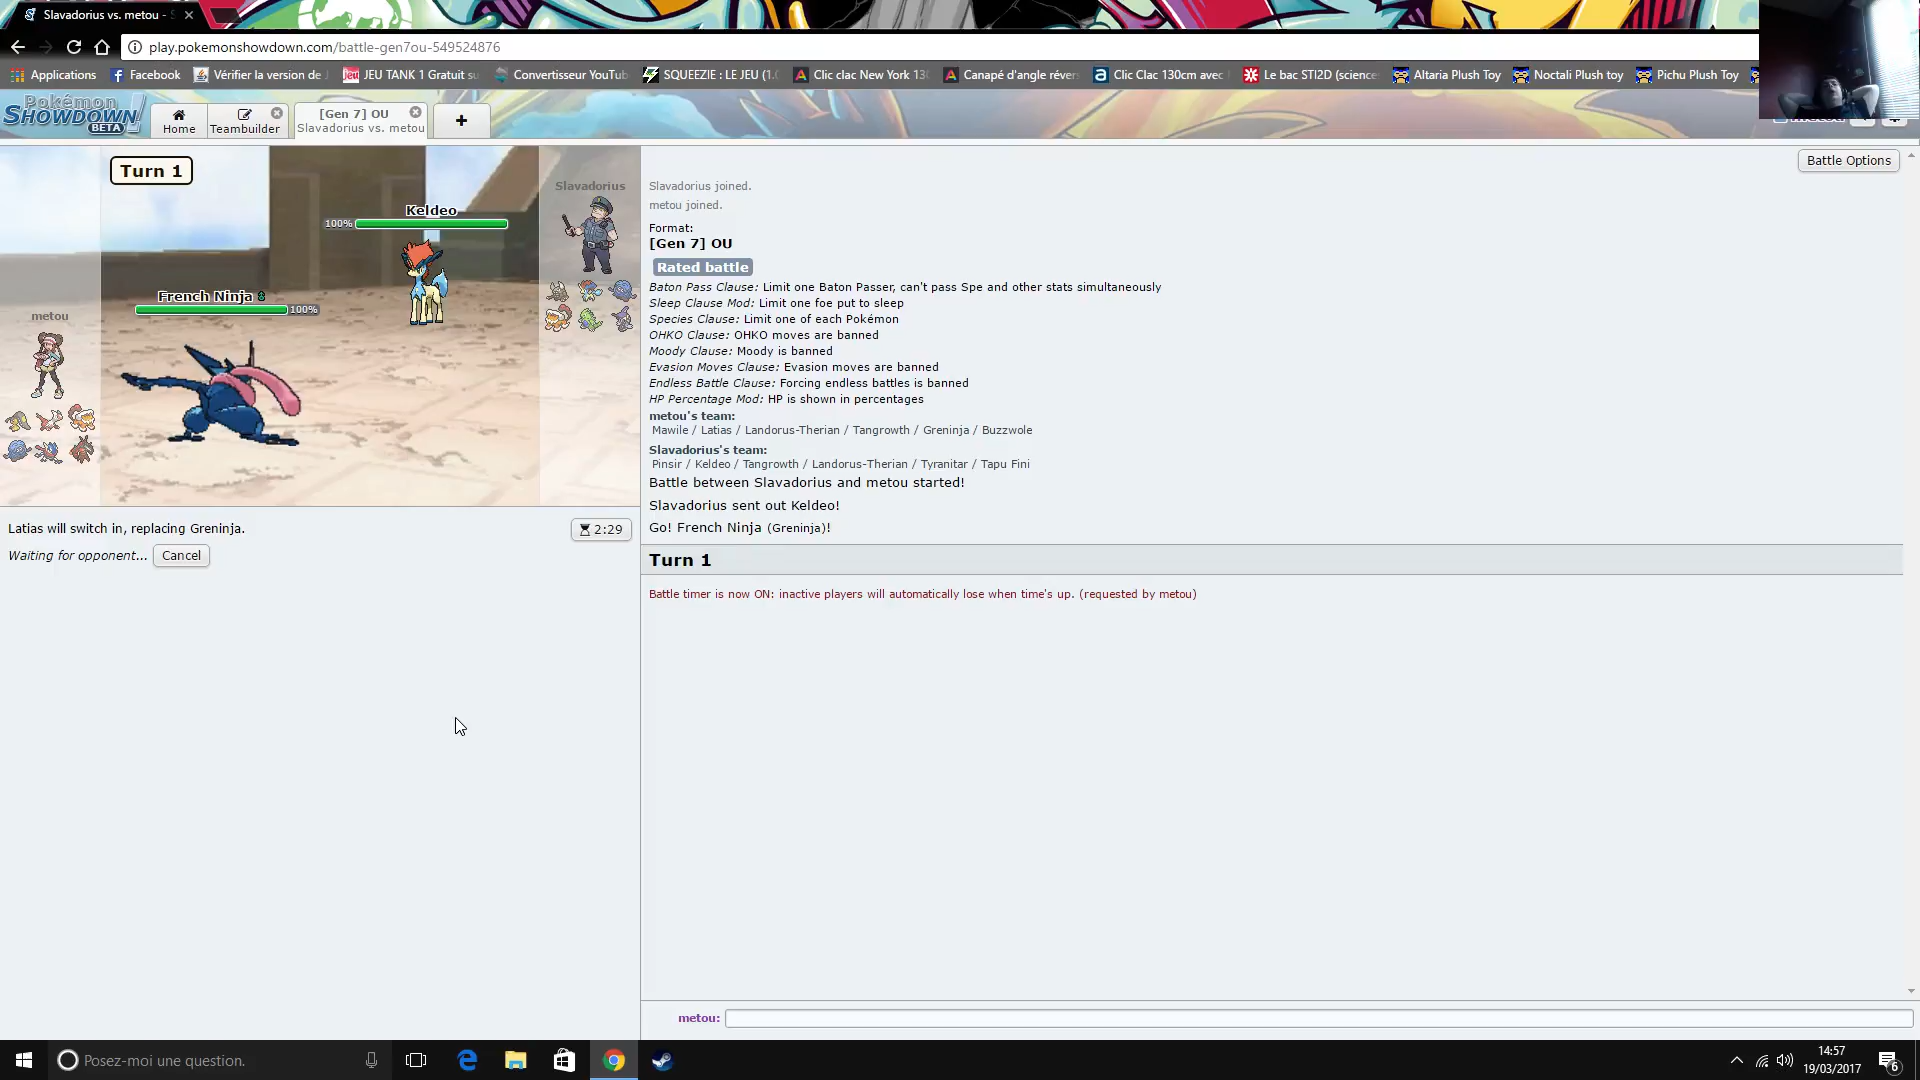 Slavadorius vs. metou - S
play.pokemonshowdown.com/battle-gen7ou-549524876
Applications
Facebook
Vérifier la version de J
jeu JEU TANK 1 Gratuit su
Convertisseur YouTub
SQUEEZIE : LE JEU (1.0
Clic clac New York 13
Canapé d'angle révers
Clic Clac 130cm avec
Le bac STI2D (science
Altaria Plush Toy
Noctali Plush toy
Pichu Plush Toy
Pokémon
SHOWDOWN!
BETA
Home
Teambuilder
[Gen 7] OU
Slavadorius vs. metou
+
Battle Options
Turn 1
Keldeo
100%
French Ninja
100%
metou
Slavadorius
Latias will switch in, replacing Greninja.
2:29
Waiting for opponent... Cancel
Slavadorius joined.
metou joined.
Format:
[Gen 7] OU
Rated battle
Baton Pass Clause: Limit one Baton Passer, can't pass Spe and other stats simultaneously
Sleep Clause Mod: Limit one foe put to sleep
Species Clause: Limit one of each Pokémon
OHKO Clause: OHKO moves are banned
Moody Clause: Moody is banned
Evasion Moves Clause: Evasion moves are banned
Endless Battle Clause: Forcing endless battles is banned
HP Percentage Mod: HP is shown in percentages
metou's team:
Mawile / Latias / Landorus-Therian / Tangrowth / Greninja / Buzzwole
Slavadorius's team:
Pinsir / Keldeo / Tangrowth / Landorus-Therian / Tyranitar / Tapu Fini
Battle between Slavadorius and metou started!
Slavadorius sent out Keldeo!
Go! French Ninja (Greninja)!
Turn 1
Battle timer is now ON: inactive players will automatically lose when time's up. (requested by metou)
metou:
Posez-moi une question.
14:57
19/03/2017
6